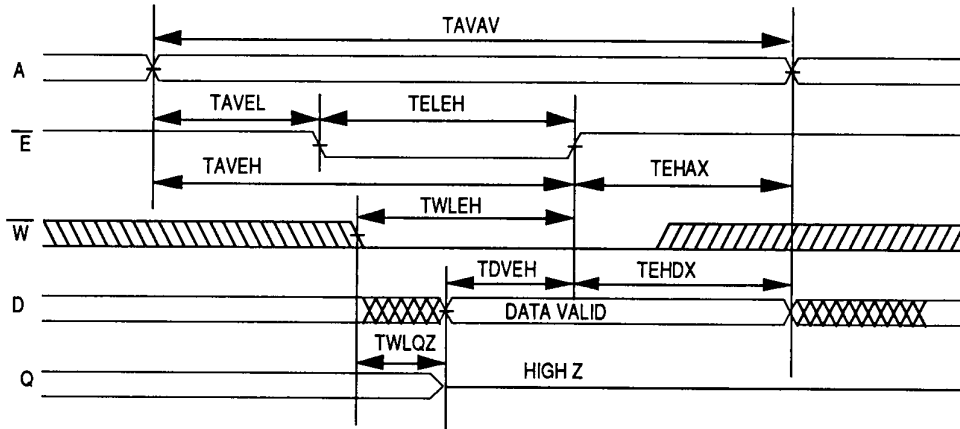 TAVAV
A
TAVEL TELEH
E
TAVEH TEHAX
TWLEH
W
TDVEH TEHDX
D DATA VALID
TWLQZ
Q HIGH Z